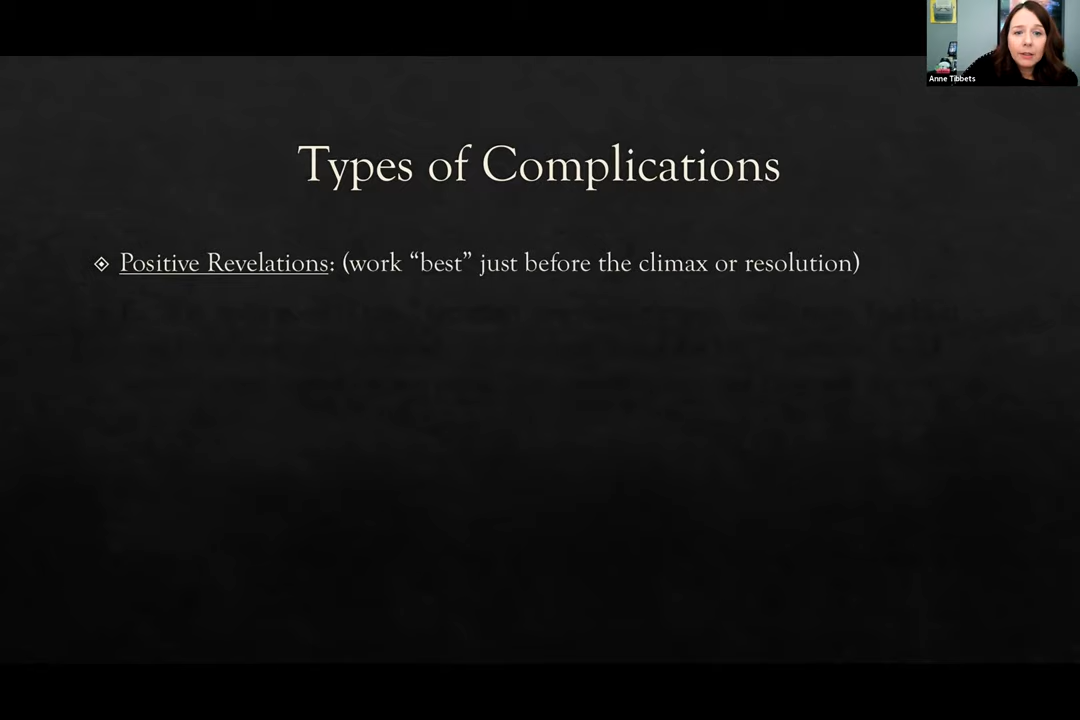 Anne Tibbets
Types of Complications
Positive Revelations: (work “best” just before the climax or resolution)